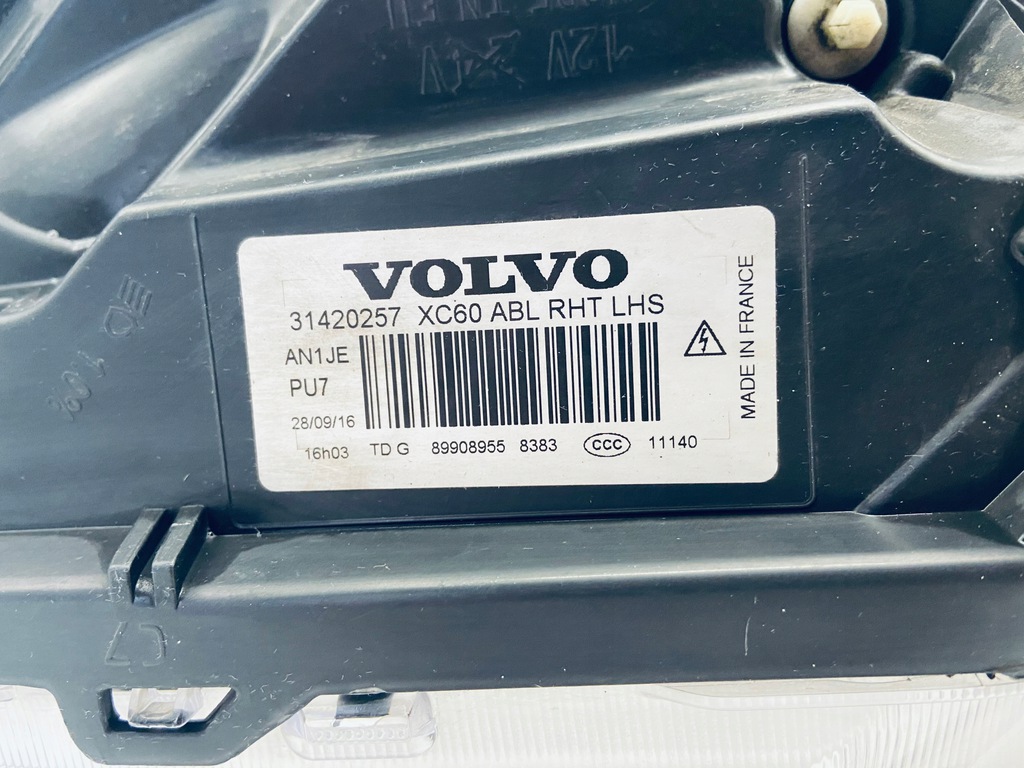 12V
VOLVO
31420257 XC60 ABL RHT LHS
AN1JE
PU7
28/09/16
16h03 TD G 89908955 8383 CCC 11140
MADE IN FRANCE